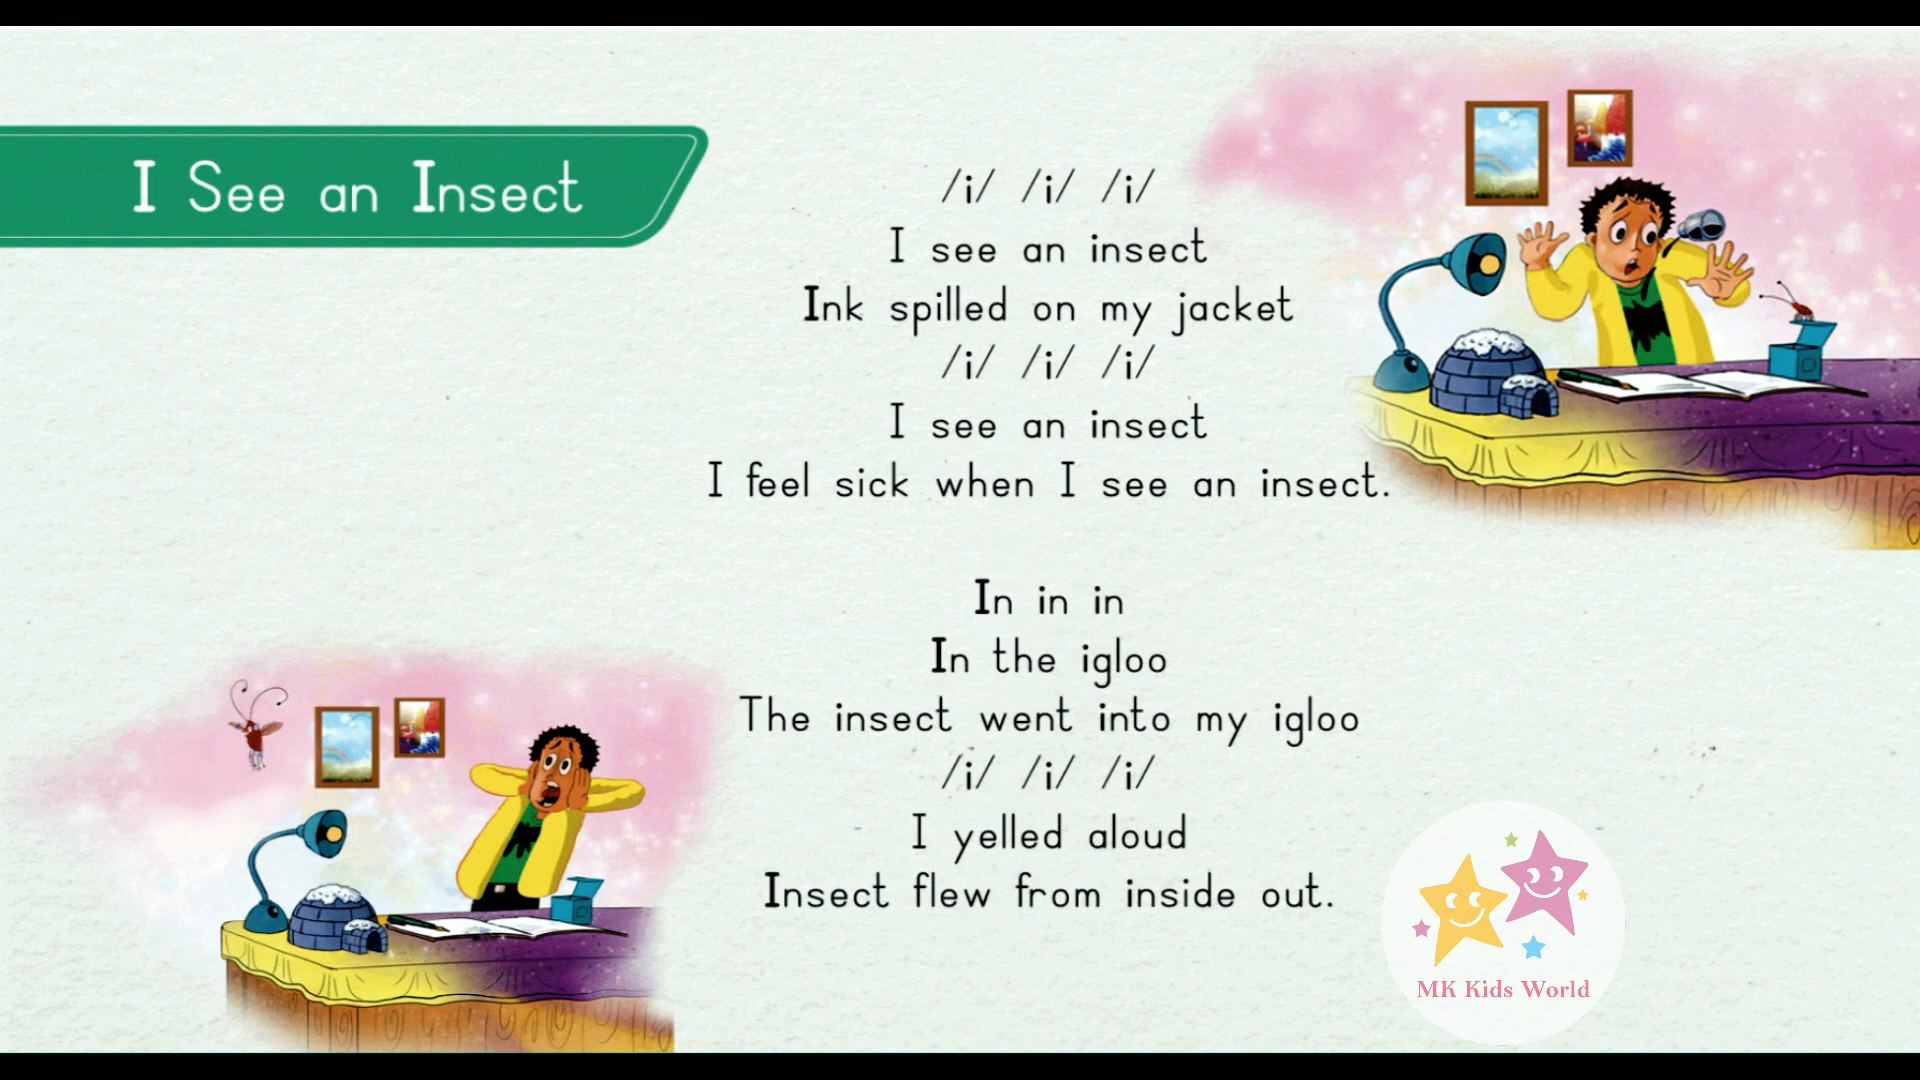 I See an Insect
/i/ /i/ /i/
I see an insect
Ink spilled on my jacket
/i/ /i/ /i/
I see an insect
I feel sick when I see an insect.
In in in
In the igloo
The insect went into my igloo
/i/ /i/ /i/
I yelled aloud
Insect flew from inside out.
MK Kids World